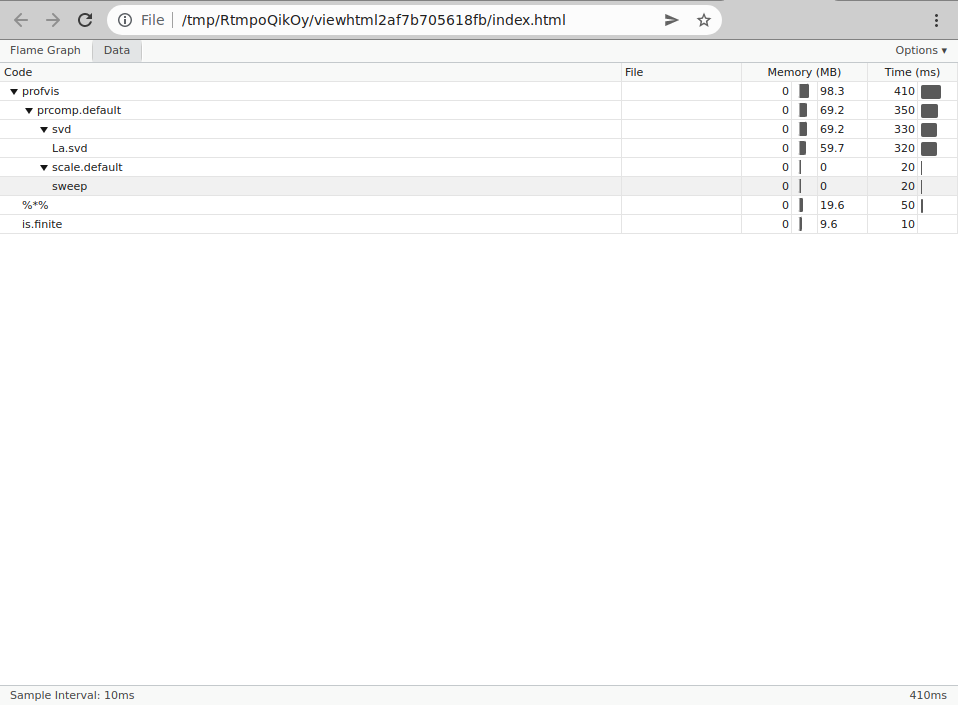 File /tmp/RtmpoQikOy/viewhtml2af7b705618fb/index.html
Flame Graph Data Options ▾
Code File Memory (MB) Time (ms)
▼ profvis 0 98.3 410
▼ prcomp.default 0 69.2 350
▼ svd 0 69.2 330
La.svd 0 59.7 320
▼ scale.default 0 0 20
sweep 0 0 20
%*% 0 19.6 50
is.finite 0 9.6 10
Sample Interval: 10ms 410ms